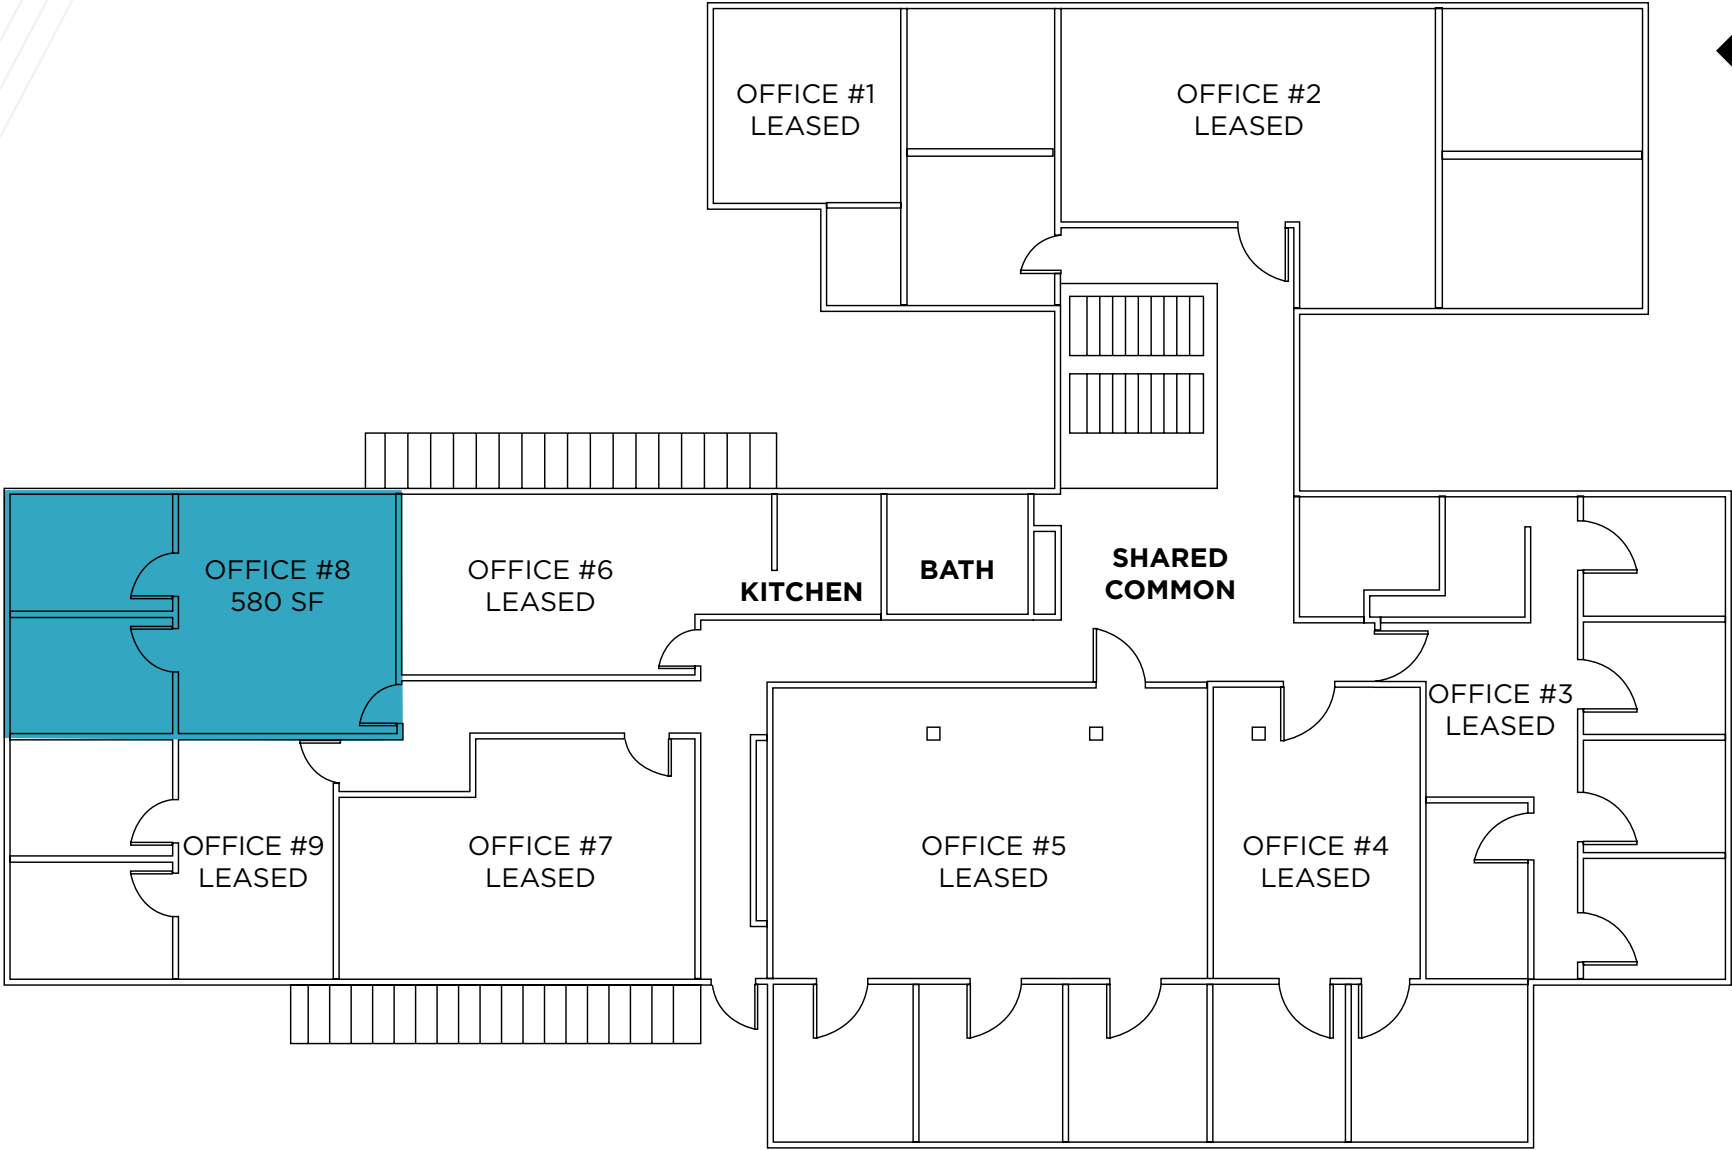 OFFICE #1
LEASED
OFFICE #2
LEASED
OFFICE #8
580 SF
OFFICE #6
LEASED
KITCHEN
BATH
SHARED
COMMON
OFFICE #3
LEASED
OFFICE #9
LEASED
OFFICE #7
LEASED
OFFICE #5
LEASED
OFFICE #4
LEASED